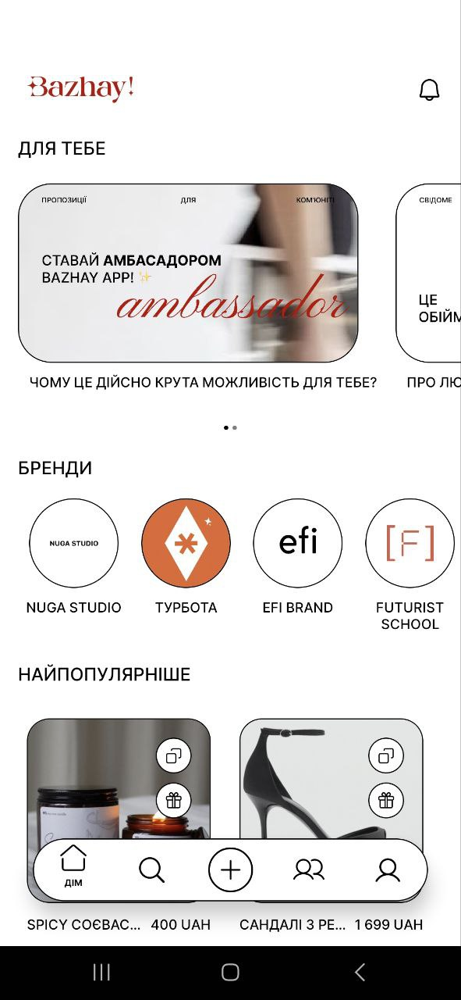 Bazhay!
ДЛЯ ТЕБЕ
ПРОПОЗИЦІЇ ДЛЯ КОМ'ЮНІТІ
СВІДОМЕ
СТАВАЙ АМБАСАДОРОМ
BAZHAY APP! ✨
ambassador
ЦЕ
ОБІЙМ
ЧОМУ ЦЕ ДІЙСНО КРУТА МОЖЛИВІСТЬ ДЛЯ ТЕБЕ?
ПРО ЛЮ
БРЕНДИ
NUGA STUDIO
efi
[F]
NUGA STUDIO
ТУРБОТА
EFI BRAND
FUTURIST
SCHOOL
НАЙПОПУЛЯРНІШЕ
ДІМ
SPICY СОЄВАС... 400 UAH
САНДАЛІ З РЕ... 1 699 UAH